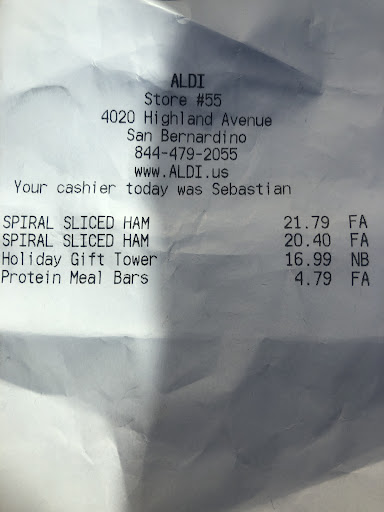 ALDI
Store #55
4020 Highland Avenue
San Bernardino
844-479-2055
www.ALDI.us
Your cashier today was Sebastian
SPIRAL SLICED HAM 21.79 FA
SPIRAL SLICED HAM 20.40 FA
Holiday Gift Tower 16.99 NB
Protein Meal Bars 4.79 FA